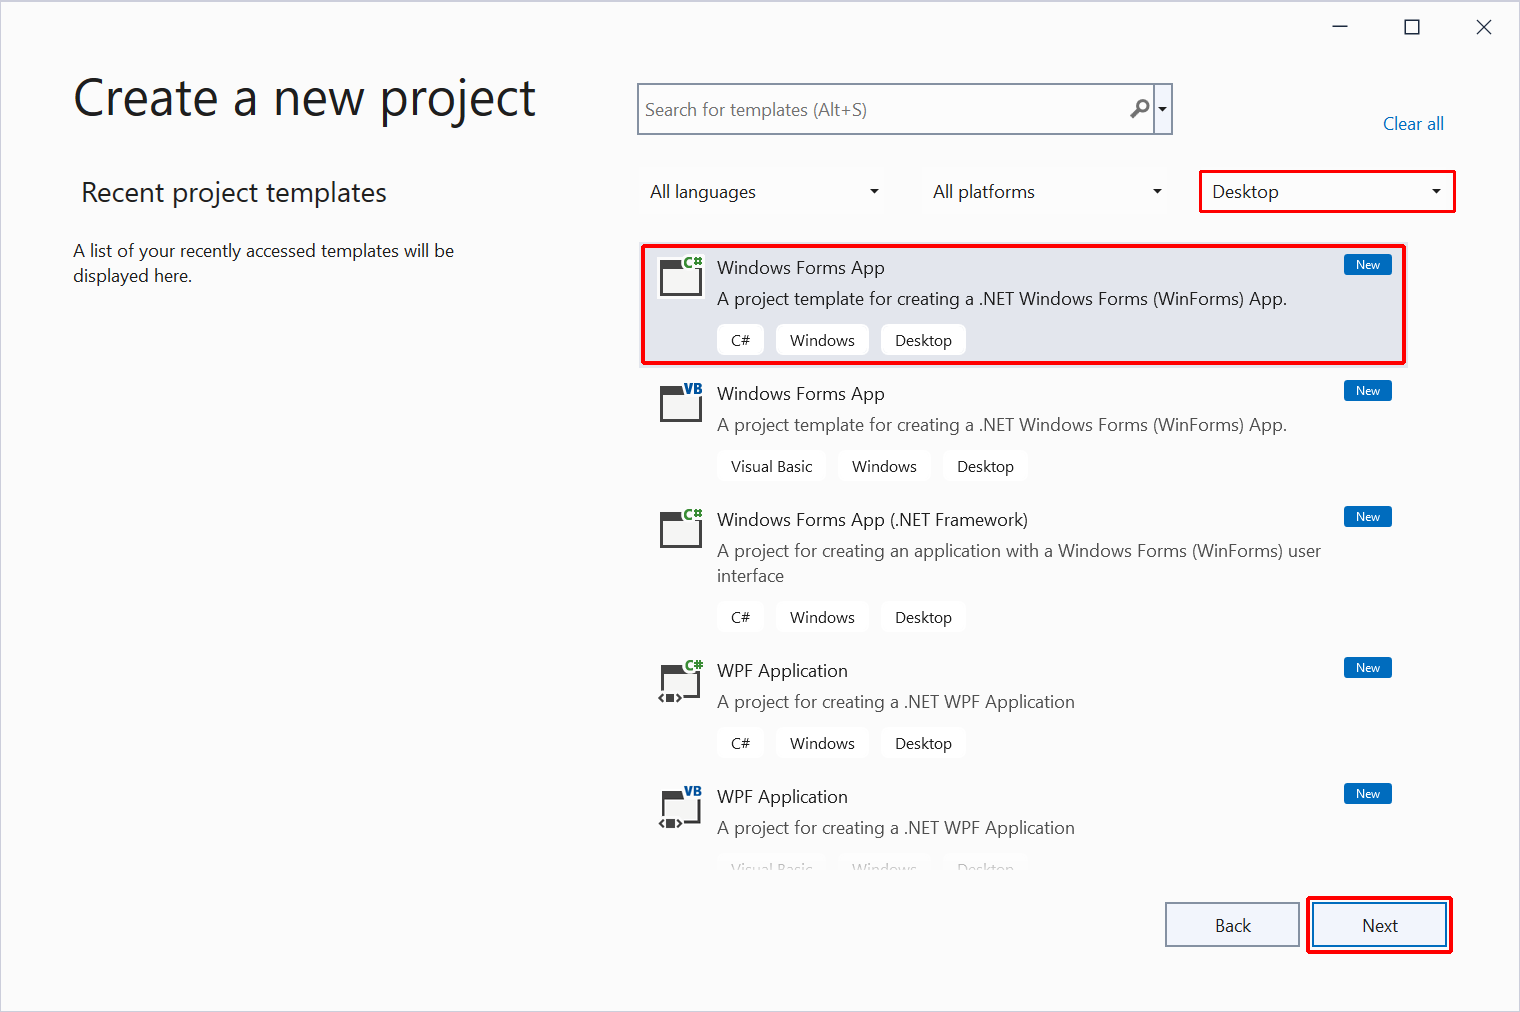 Create a new project
Search for templates (Alt+S)
Clear all
Recent project templates
All languages
All platforms
Desktop
A list of your recently accessed templates will be
displayed here.
C#
Windows Forms App
New
A project template for creating a .NET Windows Forms (WinForms) App.
C#
Windows
Desktop
VB
Windows Forms App
New
A project template for creating a .NET Windows Forms (WinForms) App.
Visual Basic
Windows
Desktop
C#
Windows Forms App (.NET Framework)
New
A project for creating an application with a Windows Forms (WinForms) user
interface
C#
Windows
Desktop
C#
WPF Application
New
A project for creating a .NET WPF Application
C#
Windows
Desktop
VB
WPF Application
New
A project for creating a .NET WPF Application
Visual Basic
Windows
Desktop
Back
Next